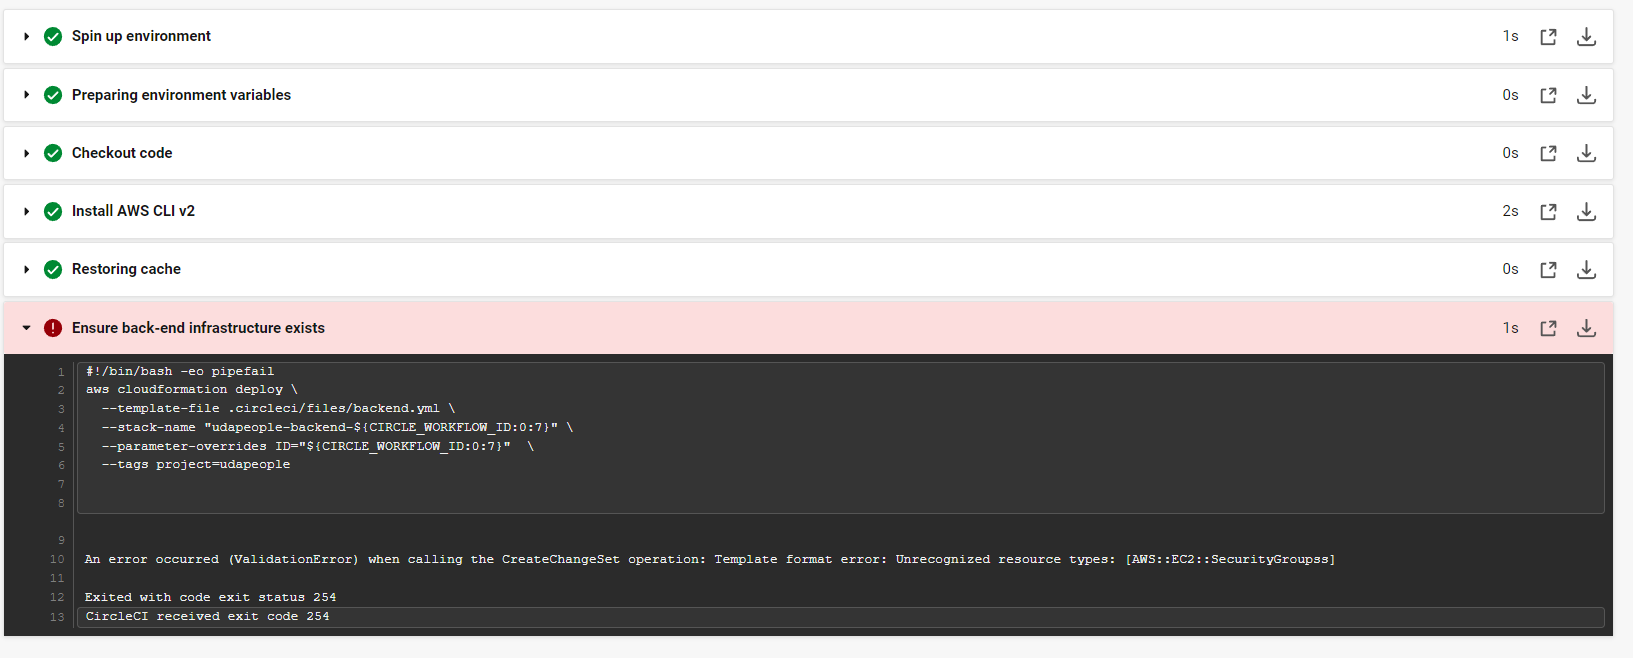 Spin up environment 1s
Preparing environment variables 0s
Checkout code 0s
Install AWS CLI v2 2s
Restoring cache 0s
Ensure back-end infrastructure exists 1s
1 #!/bin/bash -eo pipefail
2 aws cloudformation deploy \
3   --template-file .circleci/files/backend.yml \
4   --stack-name "udapeople-backend-${CIRCLE_WORKFLOW_ID:0:7}" \
5   --parameter-overrides ID="${CIRCLE_WORKFLOW_ID:0:7}"  \
6   --tags project=udapeople
7
8
9
10 An error occurred (ValidationError) when calling the CreateChangeSet operation: Template format error: Unrecognized resource types: [AWS::EC2::SecurityGroupss]
11
12 Exited with code exit status 254
13 CircleCI received exit code 254